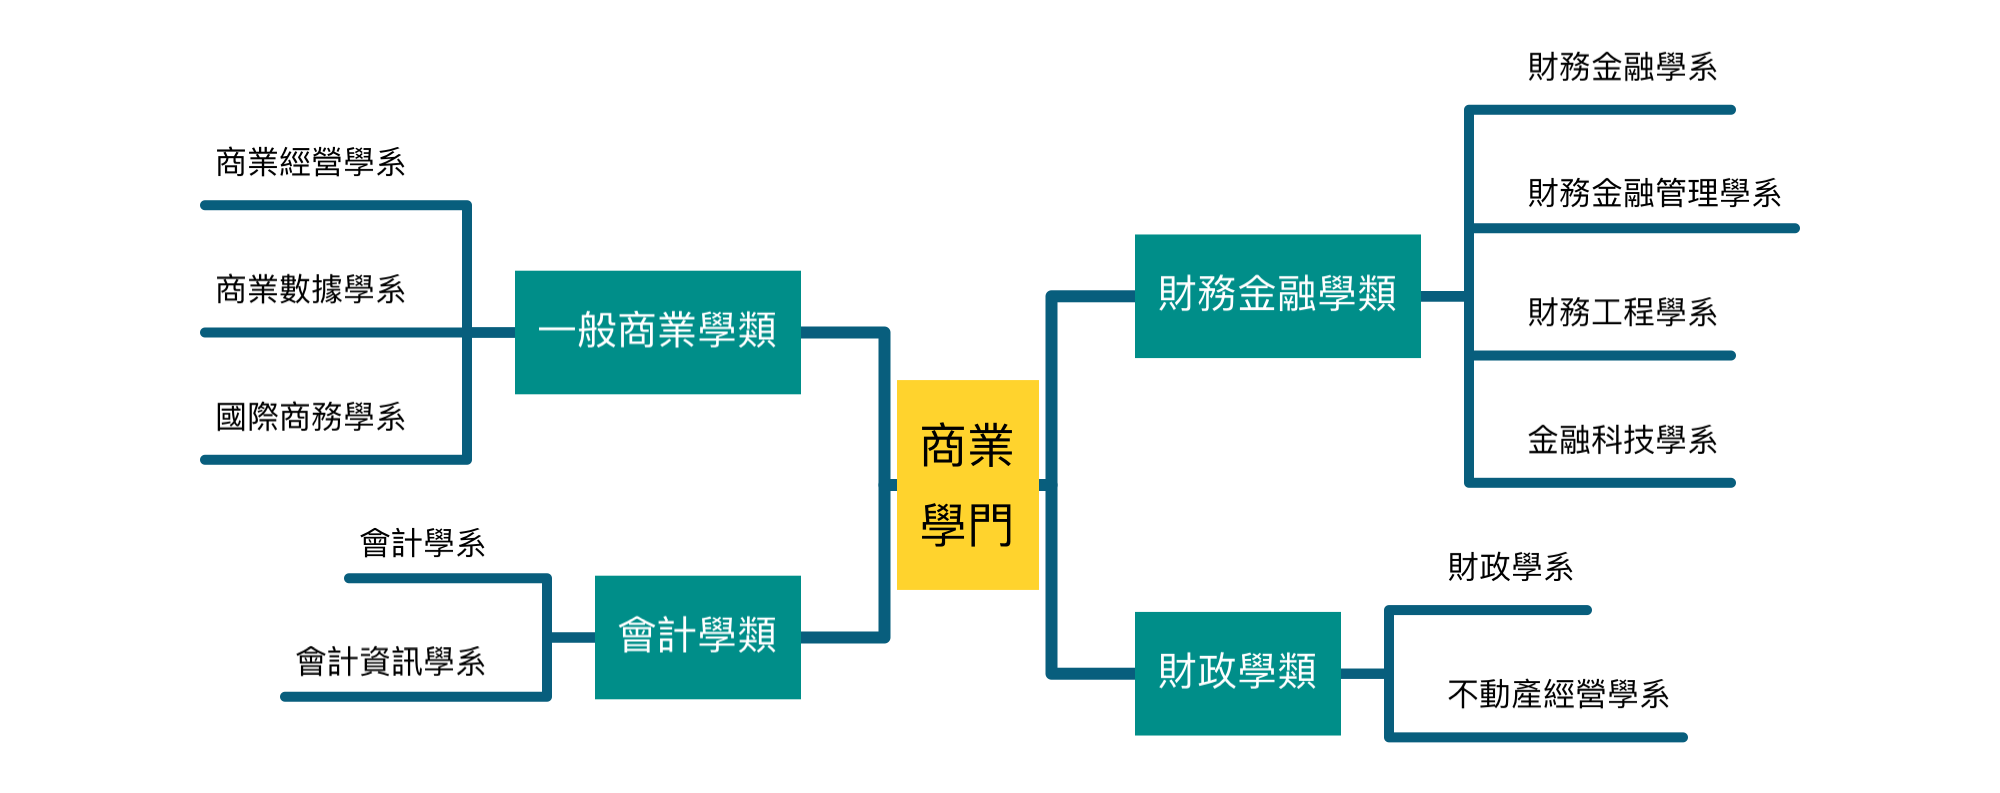 商業
學門
一般商業學類
商業經營學系
商業數據學系
國際商務學系
會計學類
會計學系
會計資訊學系
財務金融學類
財務金融學系
財務金融管理學系
財務工程學系
金融科技學系
財政學類
財政學系
不動產經營學系